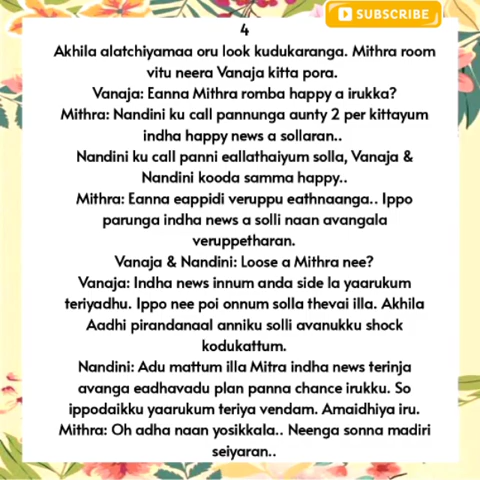 SUBSCRIBE
4
Akhila alatchiyamaa oru look kudukaranga. Mithra room
vitu neera Vanaja kitta pora.
Vanaja: Eanna Mithra romba happy a irukka?
Mithra: Nandini ku call pannunga aunty 2 per kittayum
indha happy news a sollaran..
Nandini ku call panni eallathaiyum solla, Vanaja &
Nandini kooda samma happy..
Mithra: Eanna eappidi veruppu eathnaanga.. Ippo
parunga indha news a solli naan avangala
veruppetharan.
Vanaja & Nandini: Loose a Mithra nee?
Vanaja: Indha news innum anda side la yaarukum
teriyadhu. Ippo nee poi onnum solla thevai illa. Akhila
Aadhi pirandanaal anniku solli avanukku shock
kodukattum.
Nandini: Adu mattum illa Mitra indha news terinja
avanga eadhavadu plan panna chance irukku. So
ippodaikku yaarukum teriya vendam. Amaidhiya iru.
Mithra: Oh adha naan yosikkala.. Neenga sonna madiri
seiyaran..